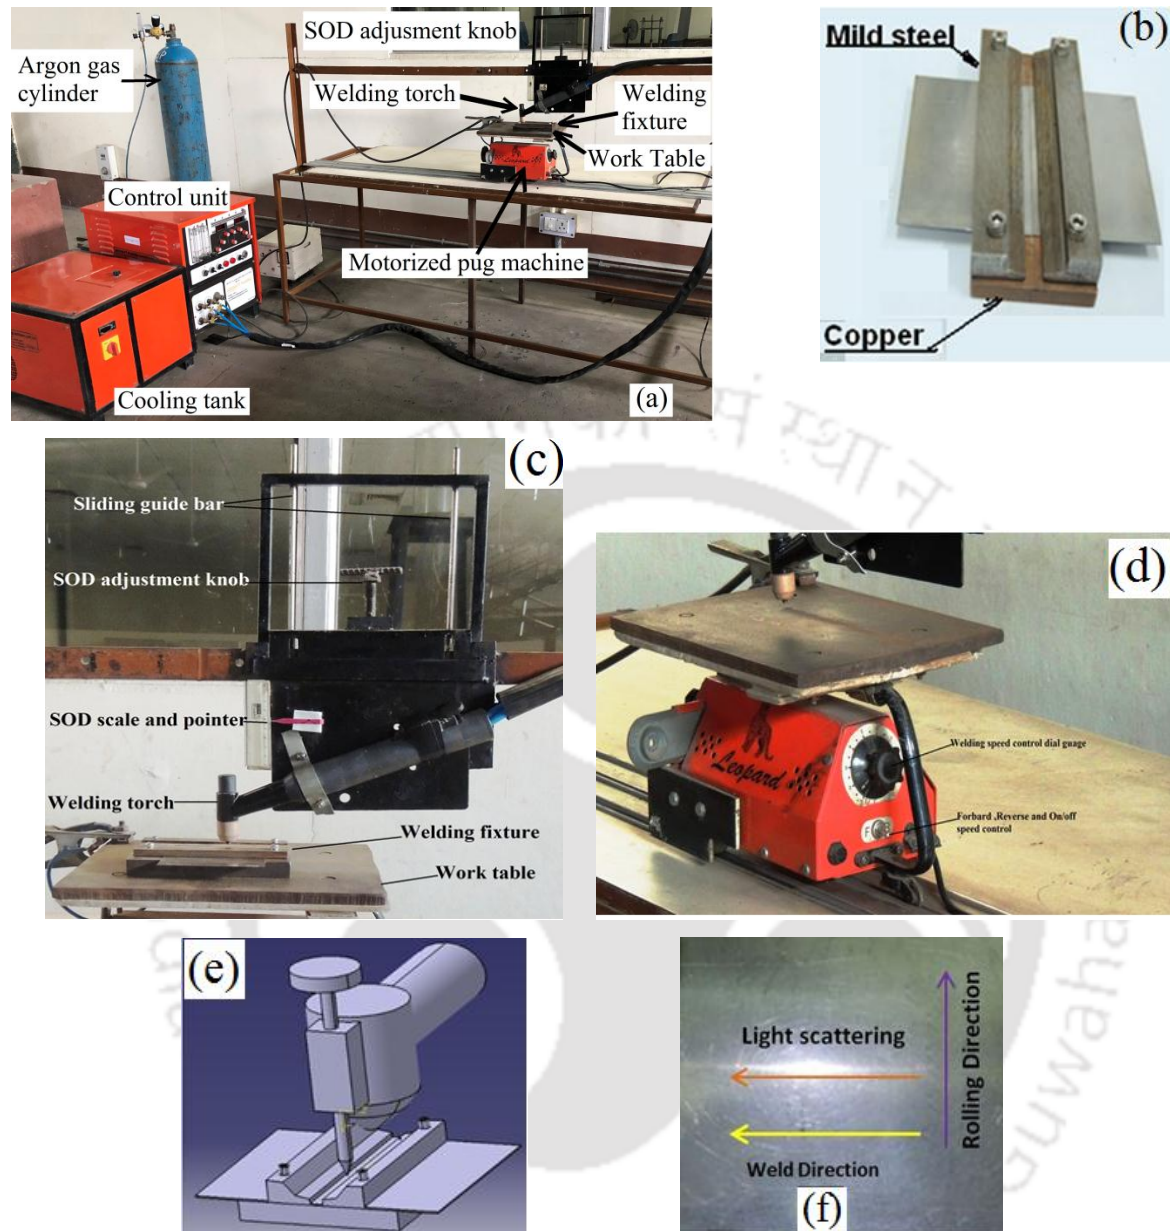 SOD adjusment knob
Argon gas
cylinder
Welding torch
Welding
fixture
Work Table
Leopard
Control unit
Motorized pug machine
Cooling tank
(a)
(b)
Mild steel
Copper
(c)
Sliding guide bar
SOD adjustment knob
SOD scale and pointer
Welding torch
Welding fixture
Work table
(d)
Welding speed control dial guage
Leopard
F
Forbard ,Reverse and On/off
speed control
(e)
Light scattering
Rolling Direction
Weld Direction
(f)
Guwaha